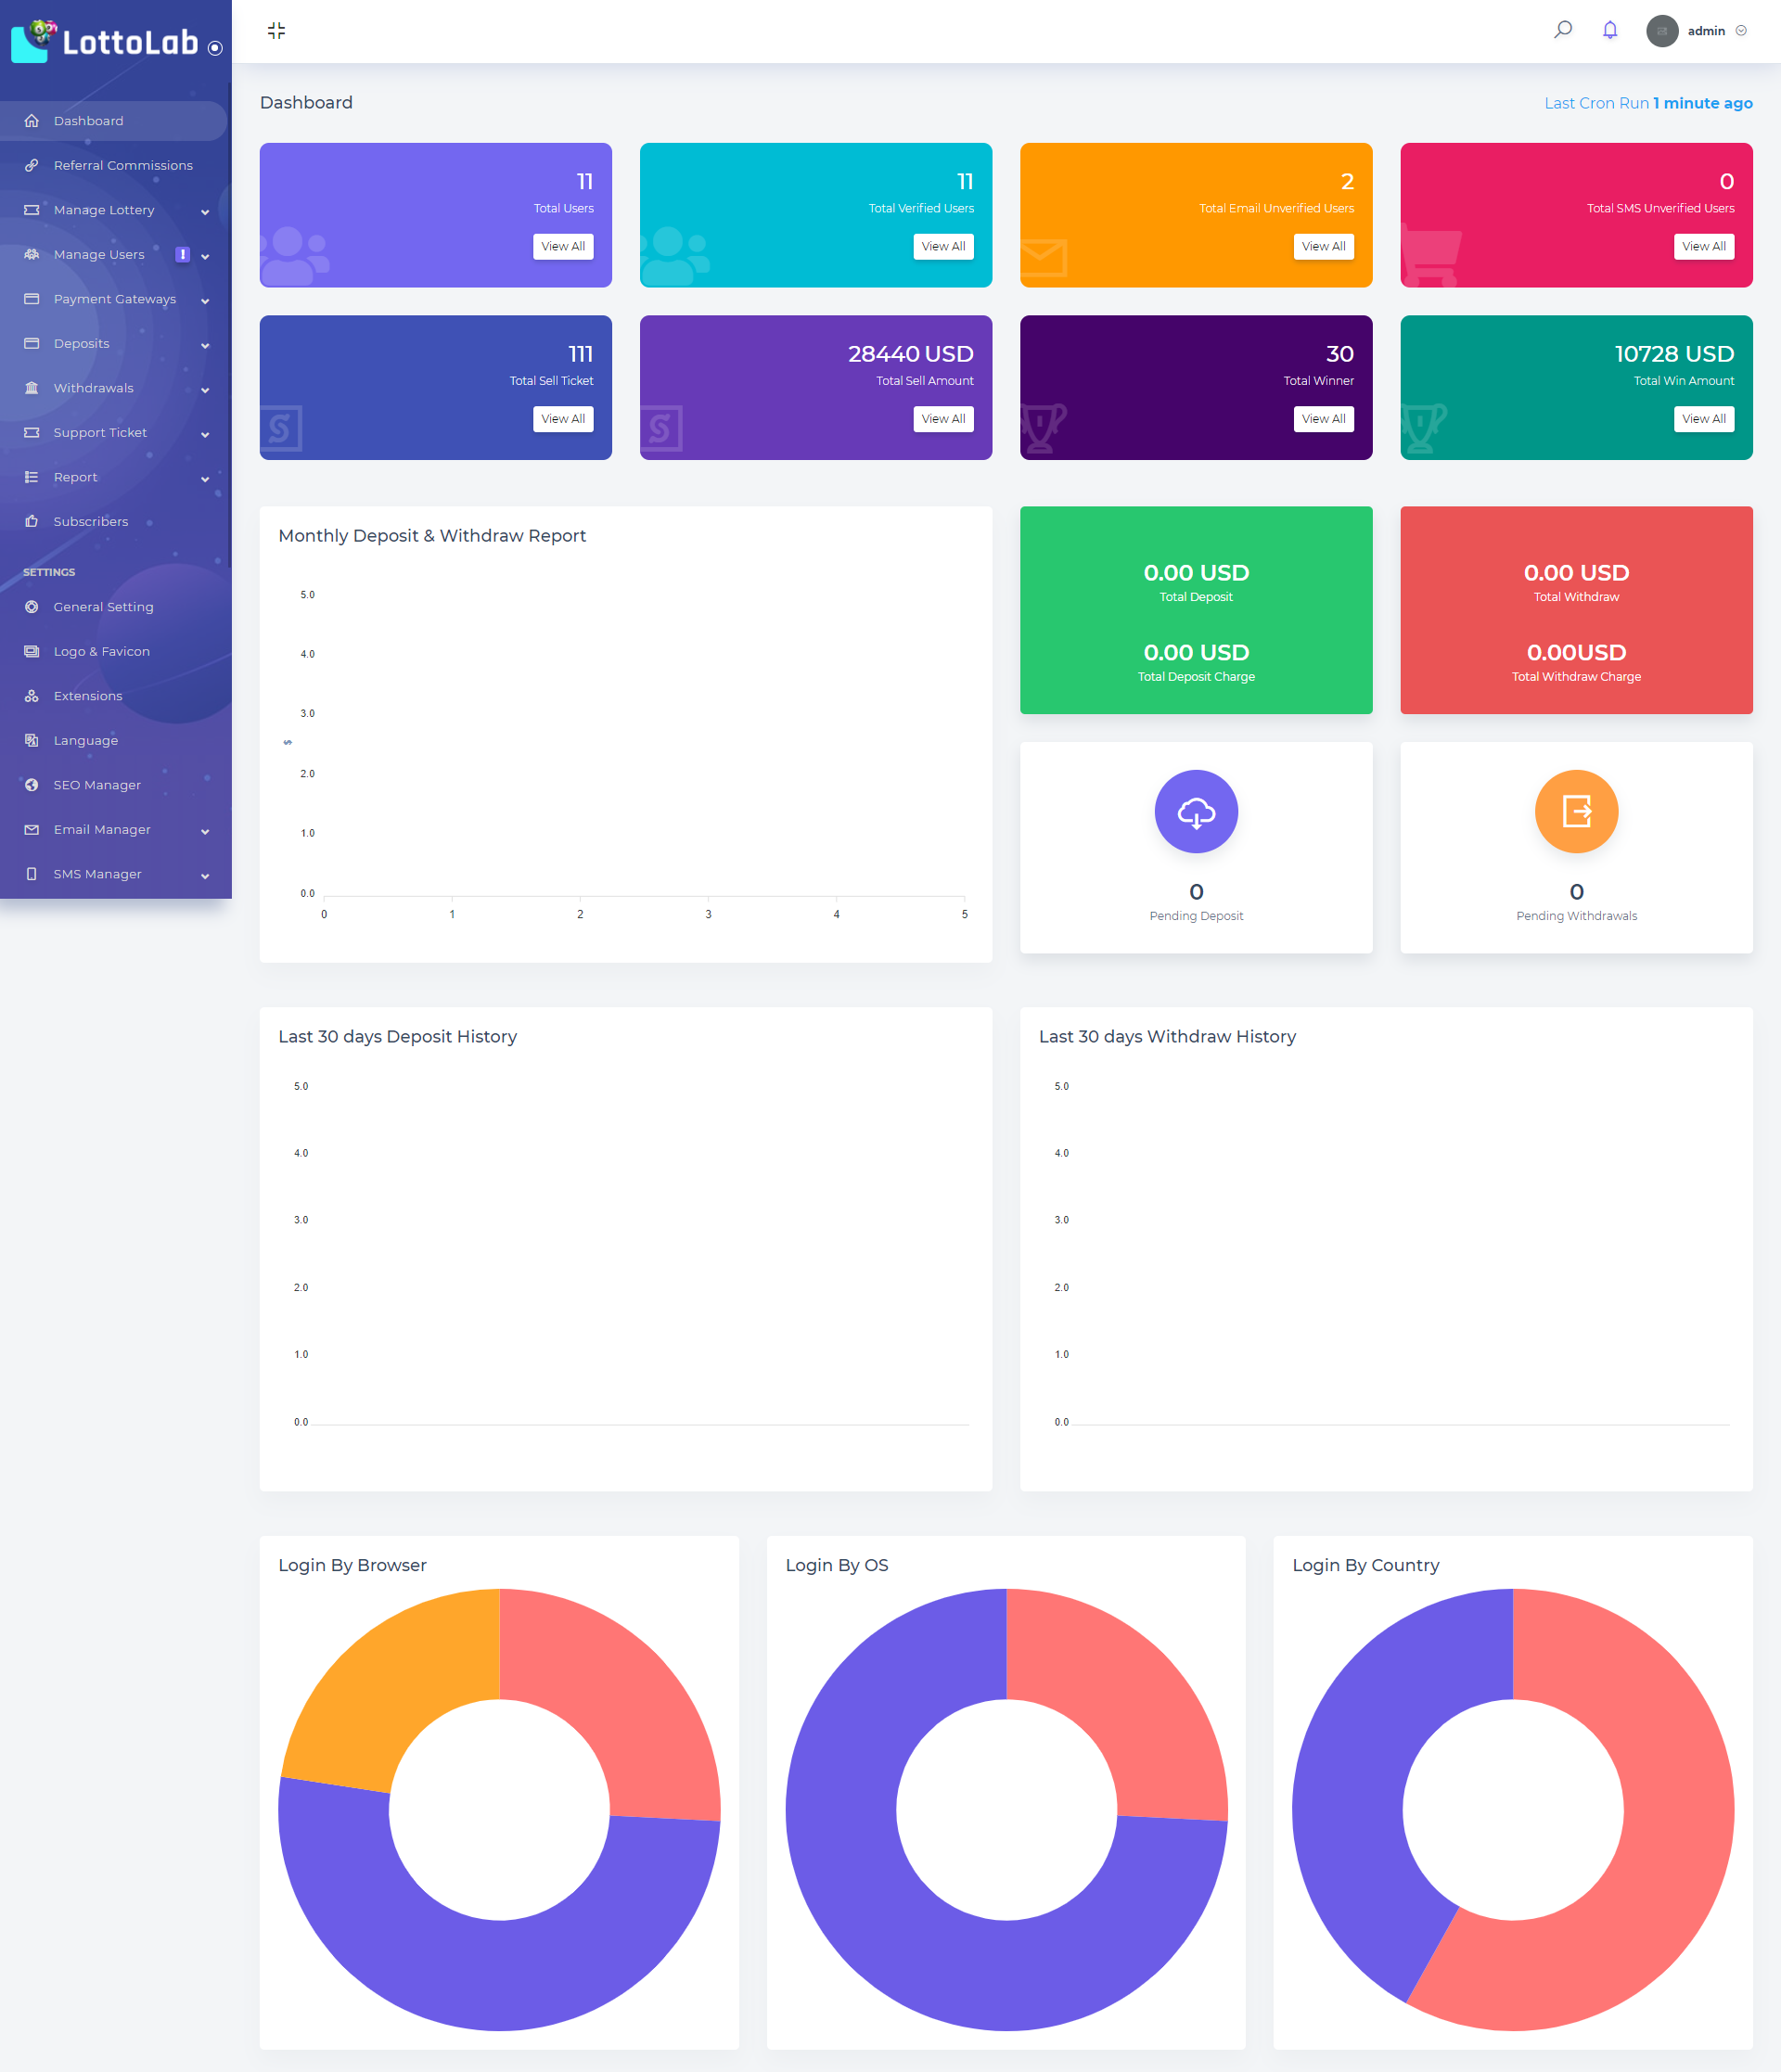 LottoLab
admin
Dashboard
Referral Commissions
Manage Lottery
Manage Users
Payment Gateways
Deposits
Withdrawals
Support Ticket
Report
Subscribers
SETTINGS
General Setting
Logo & Favicon
Extensions
Language
SEO Manager
Email Manager
SMS Manager
Dashboard
Last Cron Run 1 minute ago
11
Total Users
View All
11
Total Verified Users
View All
2
Total Email Unverified Users
View All
0
Total SMS Unverified Users
View All
111
Total Sell Ticket
View All
28440 USD
Total Sell Amount
View All
30
Total Winner
View All
10728 USD
Total Win Amount
View All
Monthly Deposit & Withdraw Report
5.0
4.0
3.0
$
2.0
1.0
0.0
0 1 2 3 4 5
0.00 USD
Total Deposit
0.00 USD
Total Deposit Charge
0.00 USD
Total Withdraw
0.00USD
Total Withdraw Charge
0
Pending Deposit
0
Pending Withdrawals
Last 30 days Deposit History
5.0
4.0
3.0
2.0
1.0
0.0
Last 30 days Withdraw History
5.0
4.0
3.0
2.0
1.0
0.0
Login By Browser
Login By OS
Login By Country